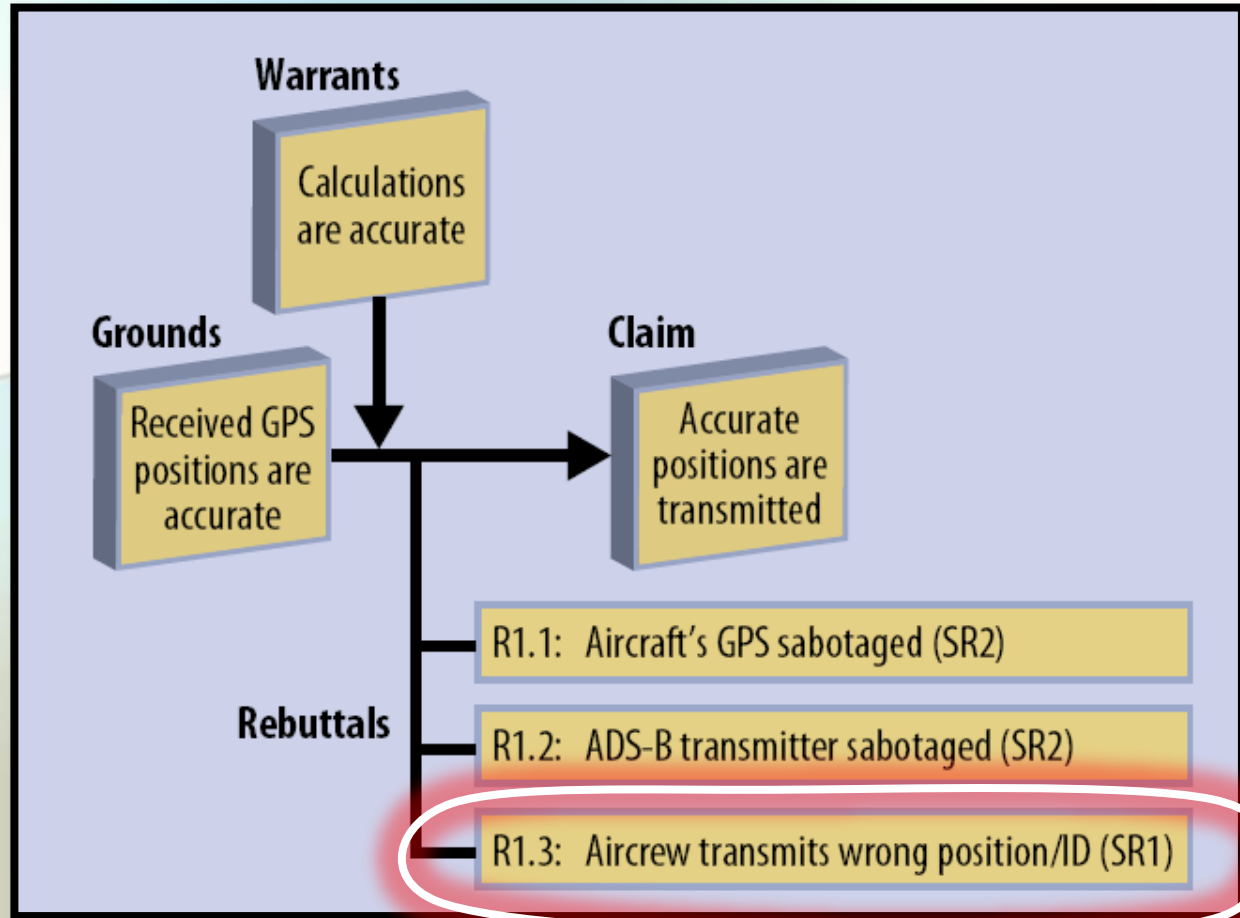 Warrants
Calculations
are accurate
Grounds
Received GPS
positions are
accurate
Claim
Accurate
positions are
transmitted
Rebuttals
R1.1: Aircraft's GPS sabotaged (SR2)
R1.2: ADS-B transmitter sabotaged (SR2)
R1.3: Aircrew transmits wrong position/ID (SR1)